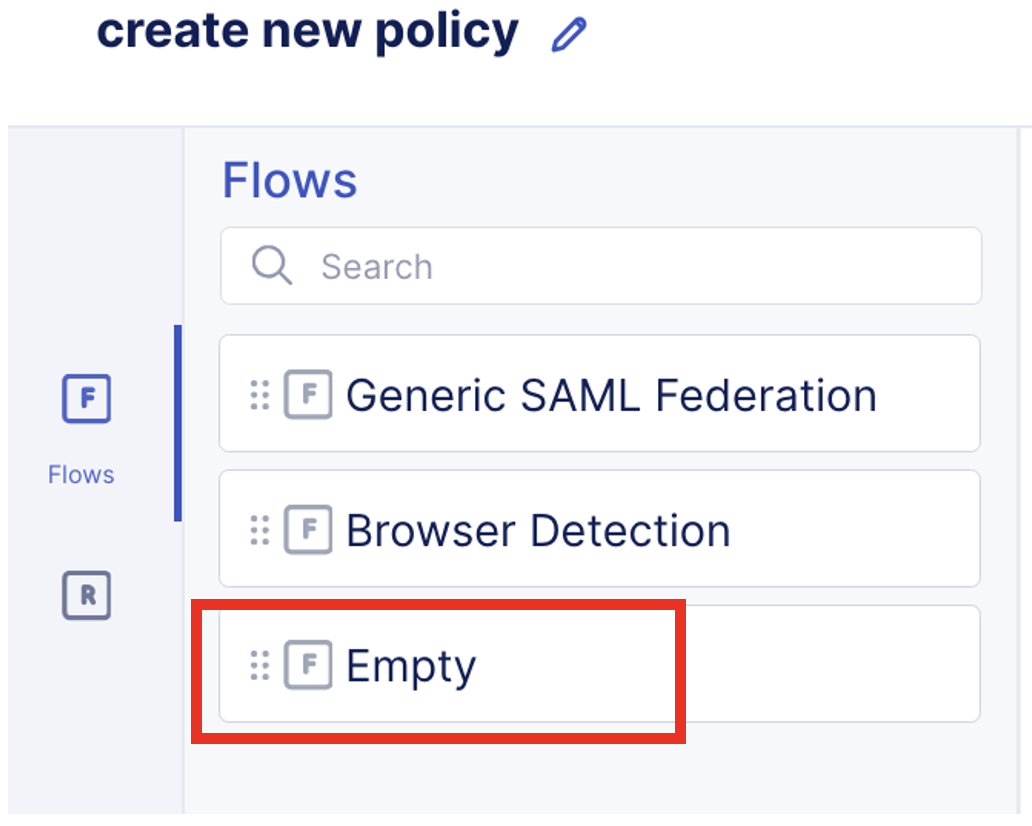 create new policy
Flows
Search
F Generic SAML Federation
F
Flows
F Browser Detection
R
F Empty